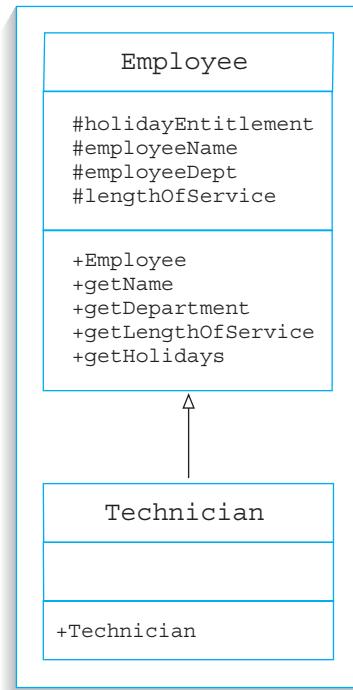 Employee
#holidayEntitlement
#employeeName
#employeeDept
#lengthOfService
+Employee
+getName
+getDepartment
+getLengthOfService
+getHolidays
Technician
+Technician